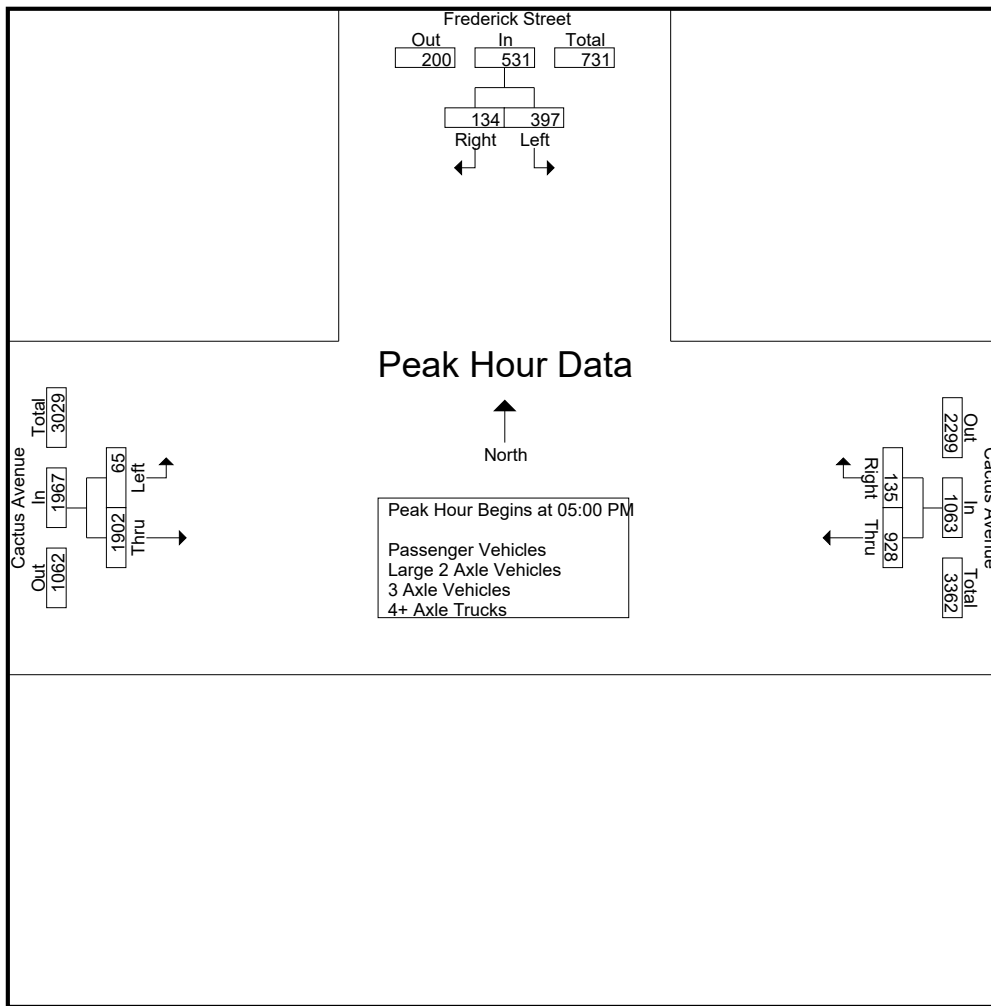 Frederick Street
Out In Total
200 531 731
134 397
Right Left
Peak Hour Data
North
Peak Hour Begins at 05:00 PM
Passenger Vehicles
Large 2 Axle Vehicles
3 Axle Vehicles
4+ Axle Trucks
Cactus Avenue
Out In Total
1062 1967 3029
1902 65
Thru Left
Cactus Avenue
Out In Total
2299 1063 3362
135 928
Right Thru